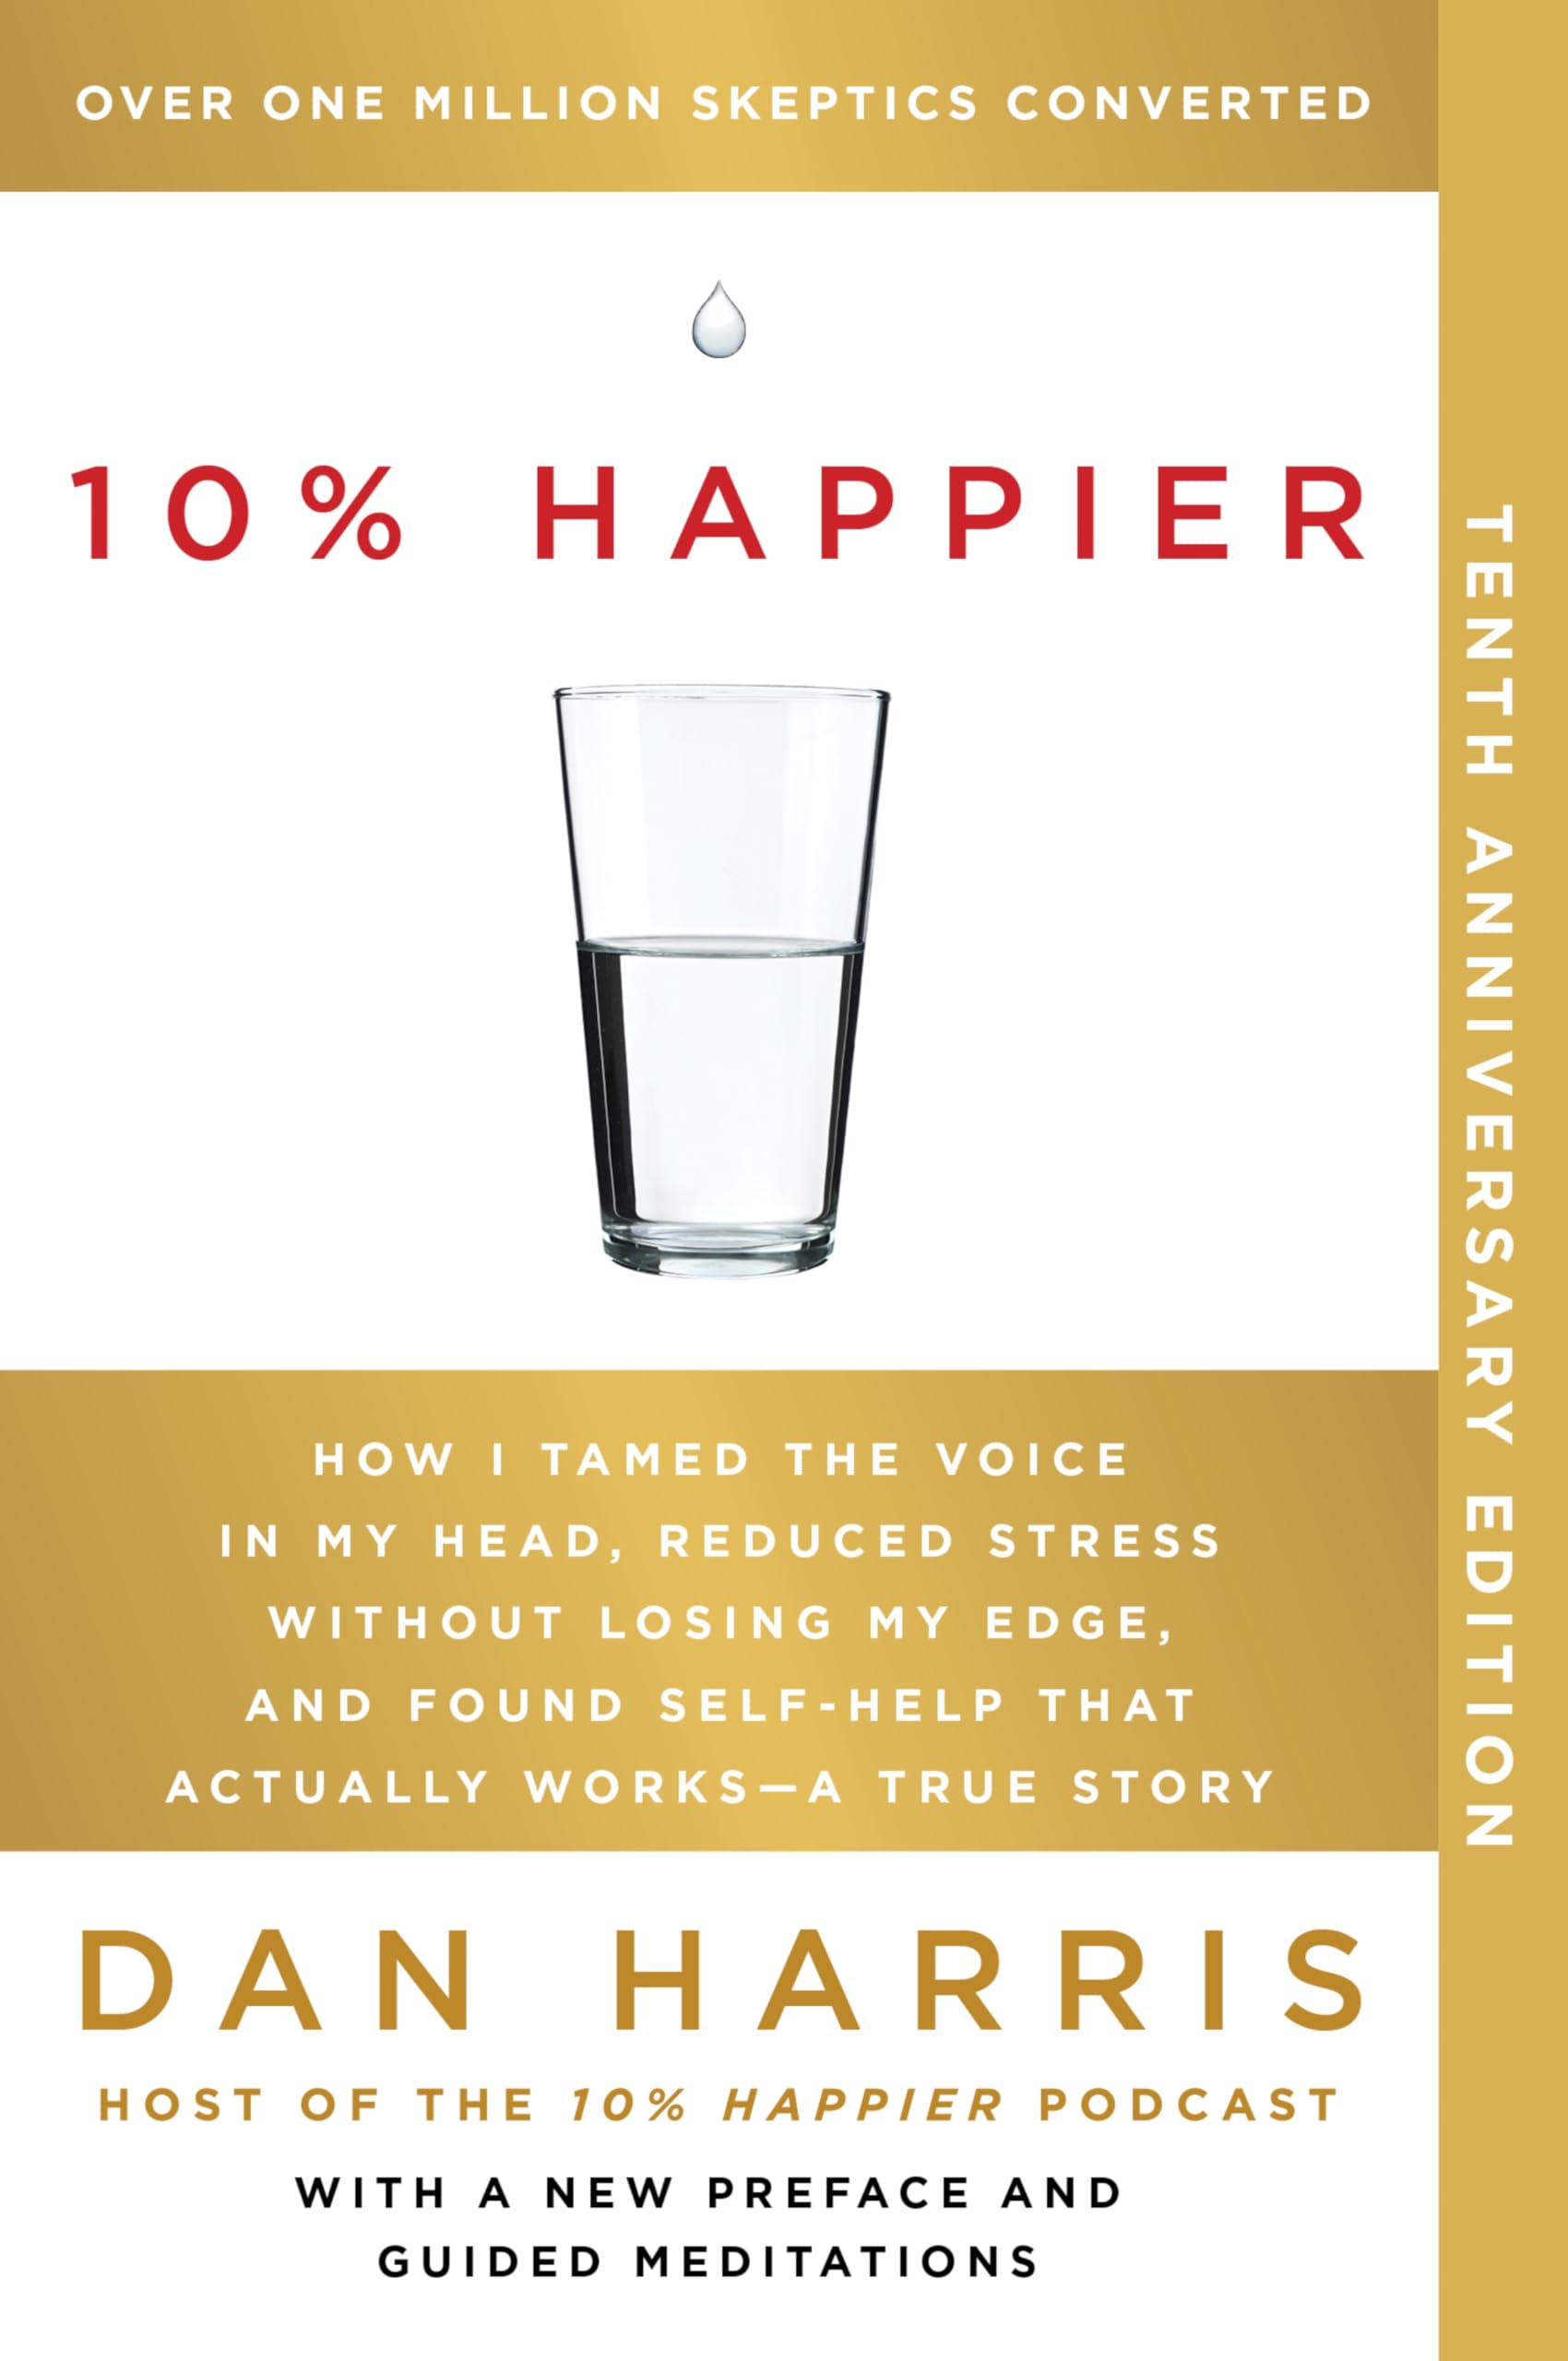 OVER ONE MILLION SKEPTICS CONVERTED
10% HAPPIER
HOW I TAMED THE VOICE
IN MY HEAD, REDUCED STRESS
WITHOUT LOSING MY EDGE,
AND FOUND SELF-HELP THAT
ACTUALLY WORKS—A TRUE STORY
DAN HARRIS
HOST OF THE 10% HAPPIER PODCAST
WITH A NEW PREFACE AND
GUIDED MEDITATIONS
TENTH ANNIVERSARY EDITION